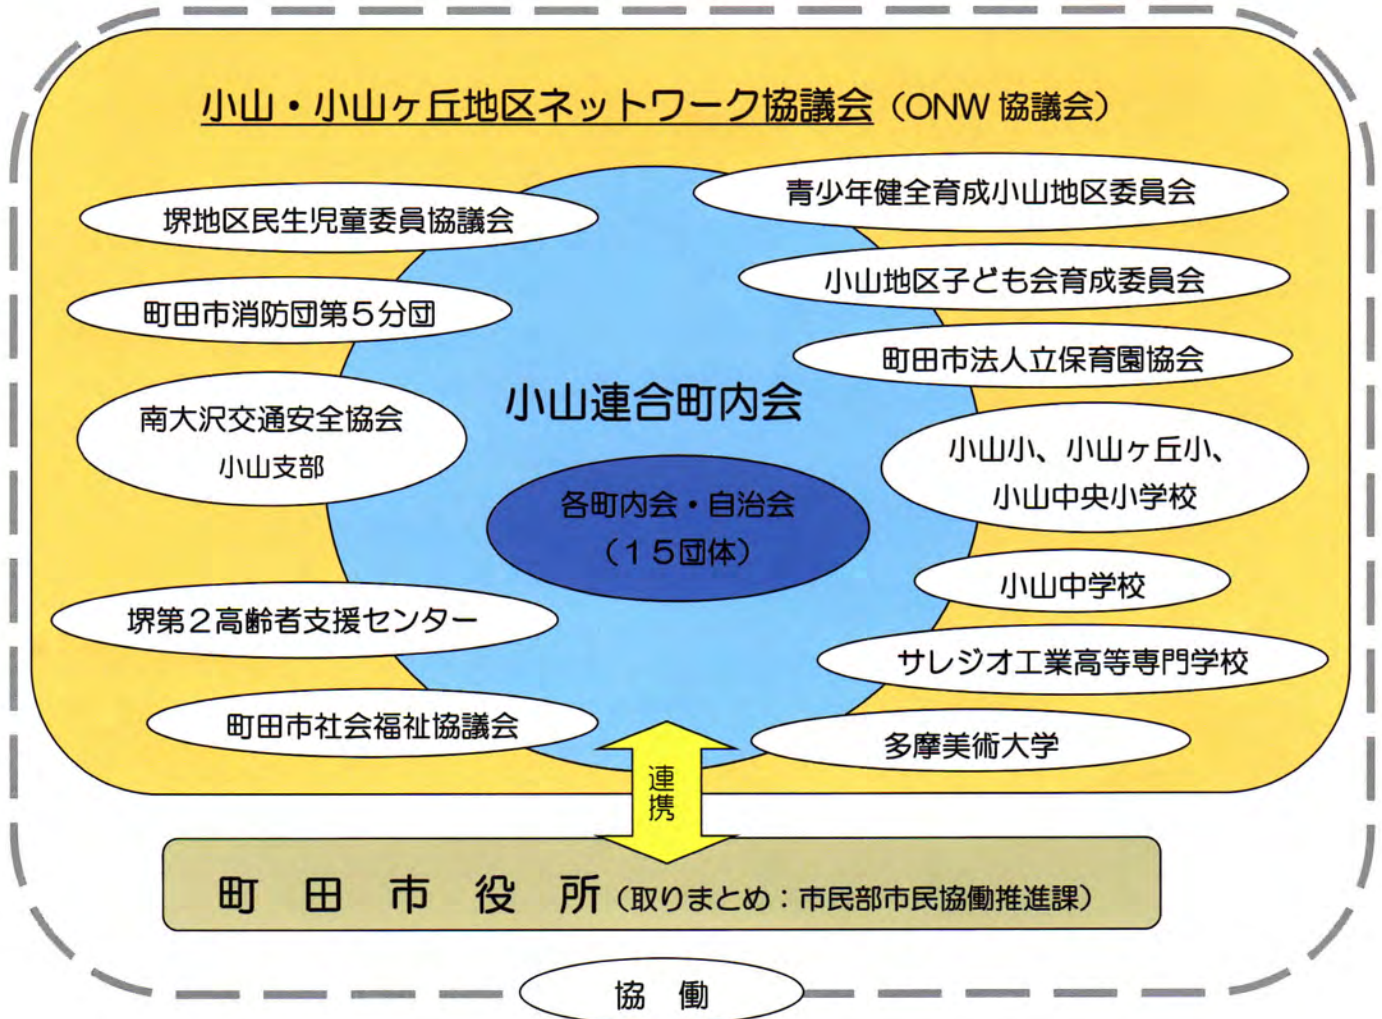 小山・小山ヶ丘地区ネットワーク協議会（ONW 協議会）
堺地区民生児童委員協議会
町田市消防団第５分団
南大沢交通安全協会
小山支部
堺第２高齢者支援センター
町田市社会福祉協議会
小山連合町内会
各町内会・自治会
（１５団体）
青少年健全育成小山地区委員会
小山地区子ども会育成委員会
町田市法人立保育園協会
小山小、小山ヶ丘小、
小山中央小学校
小山中学校
サレジオ工業高等専門学校
多摩美術大学
連携
町田市役所（取りまとめ：市民部市民協働推進課）
協働